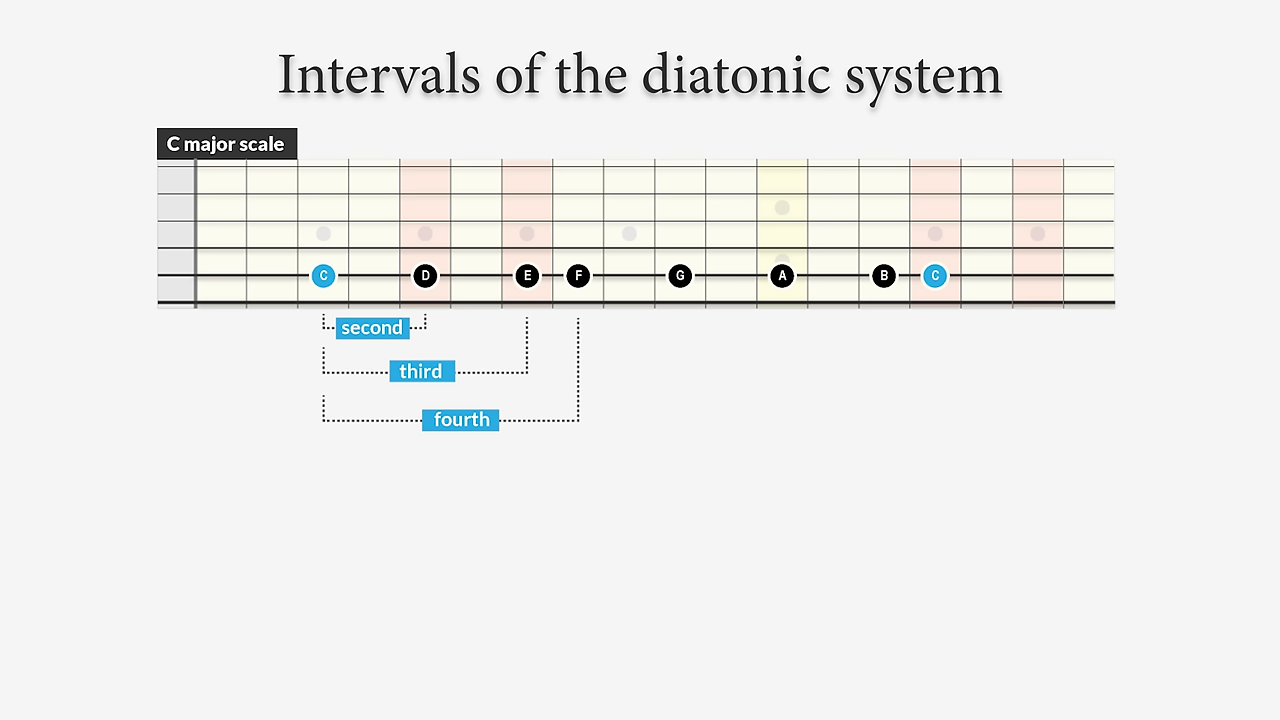 Intervals of the diatonic system
C major scale
C D E F G A B C
second
third
fourth